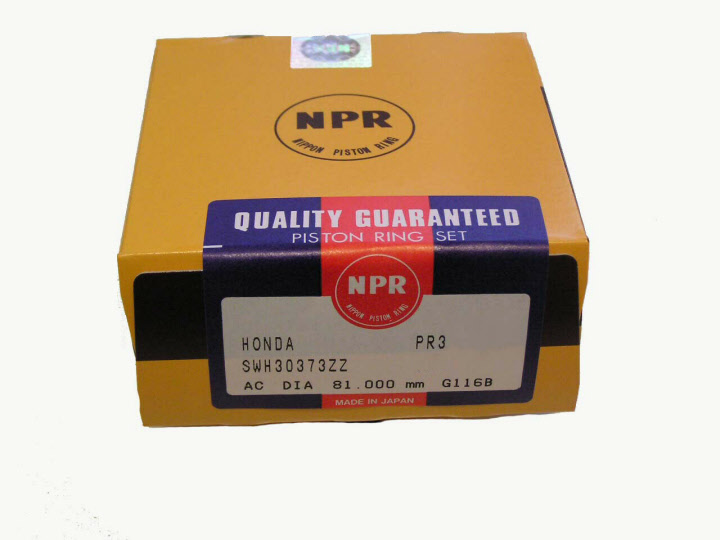 NPR
NIPPON PISTON RING
QUALITY GUARANTEED
PISTON RING SET
NPR
NIPPON PISTON RING
HONDA PR3
SWH30373ZZ
AC DIA 81.000 mm G116B
MADE IN JAPAN